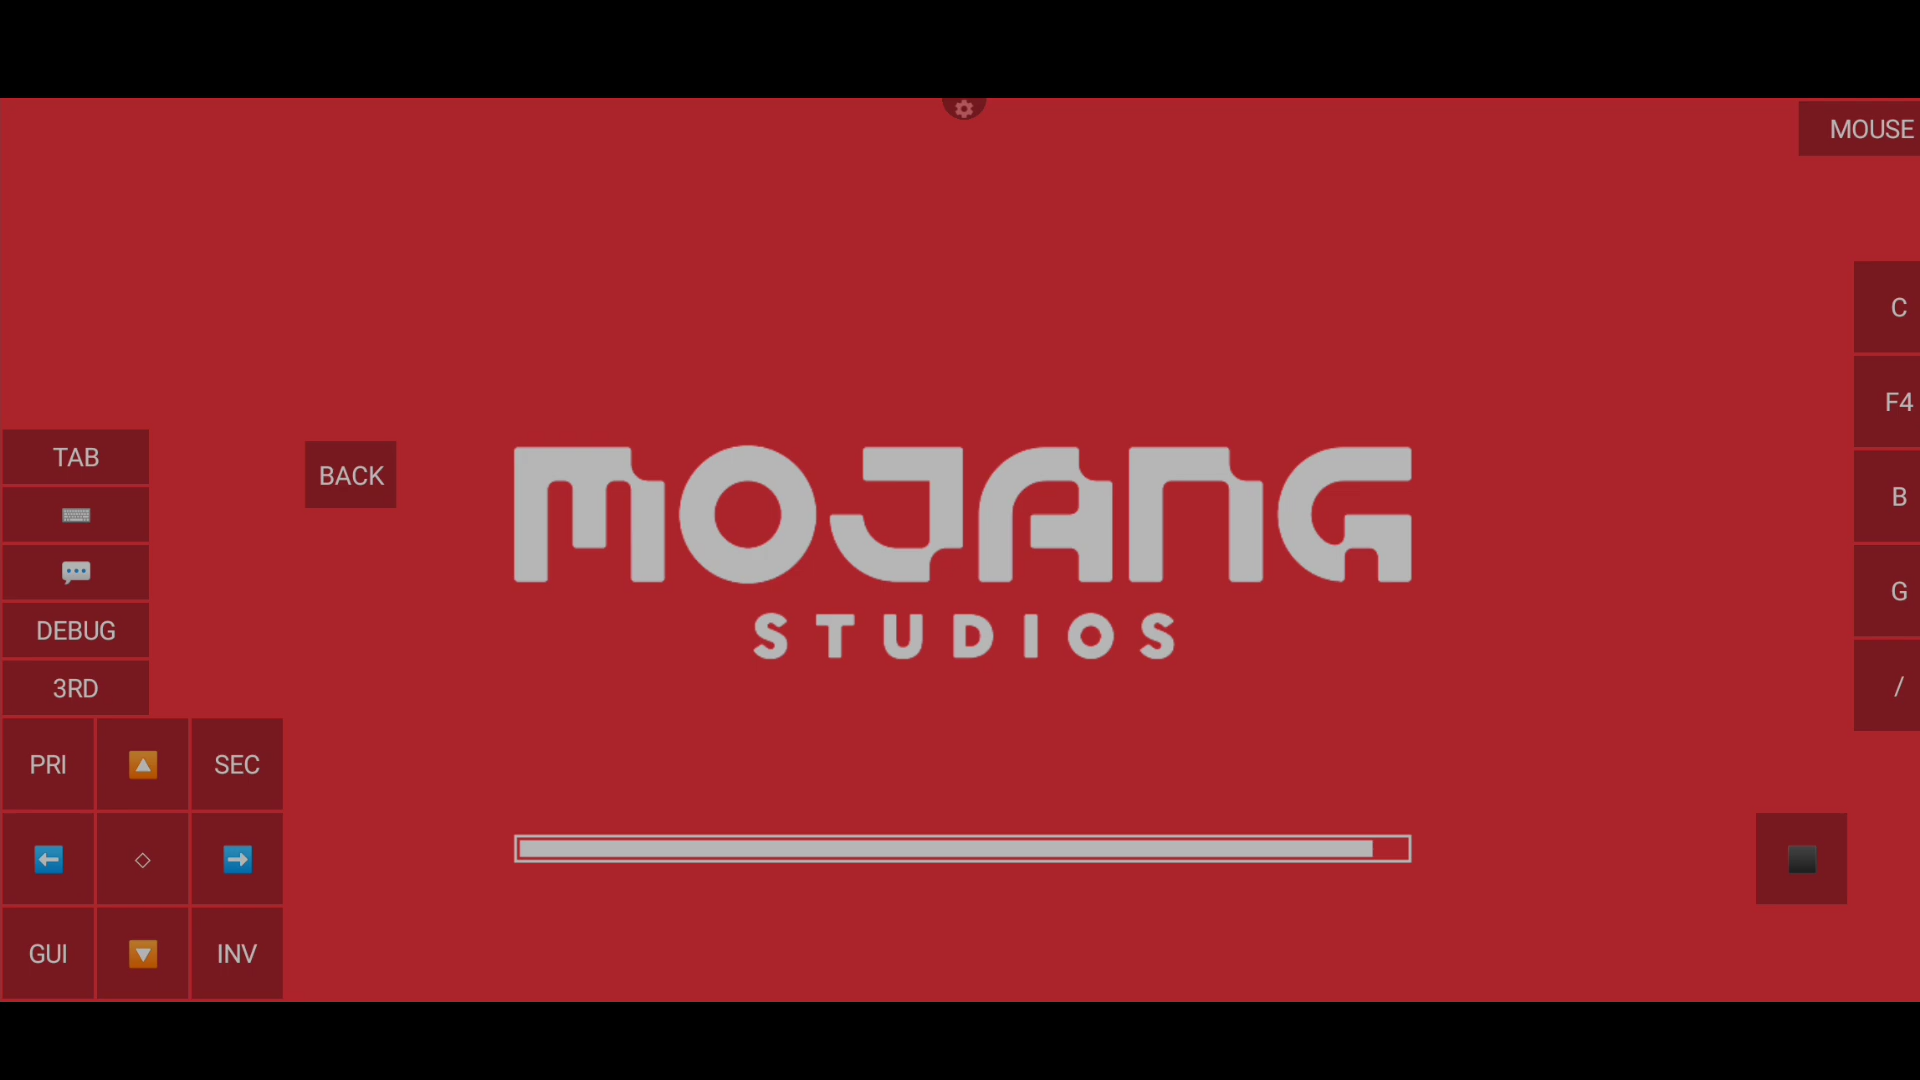 MOUSE
C
F4
TAB
BACK
MOJANG
B
G
STUDIOS
DEBUG
3RD
/
PRI
SEC
GUI
INV